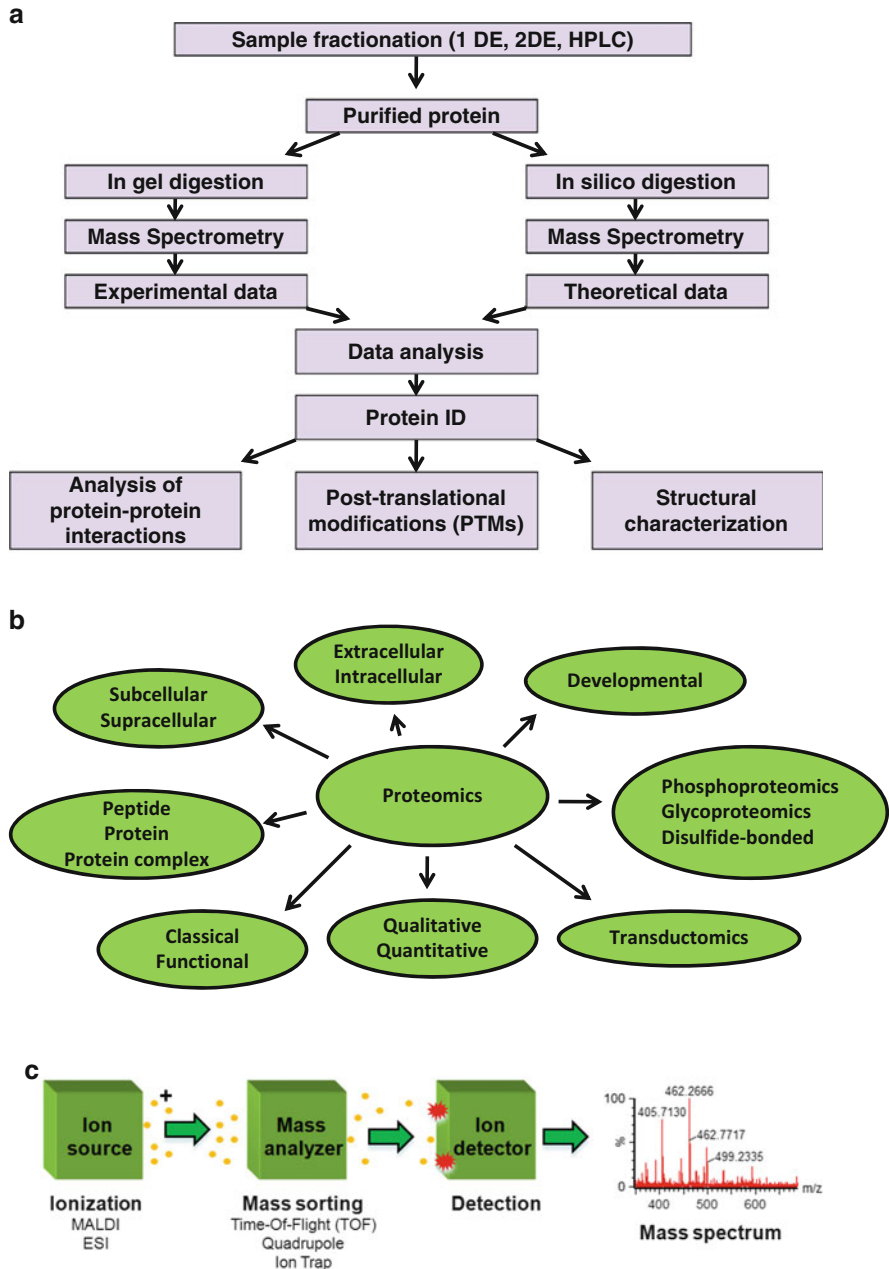 a
Sample fractionation (1 DE, 2DE, HPLC)
Purified protein
In gel digestion
In silico digestion
Mass Spectrometry
Mass Spectrometry
Experimental data
Theoretical data
Data analysis
Protein ID
Analysis of
protein-protein
interactions
Post-translational
modifications (PTMs)
Structural
characterization
b
Extracellular
Intracellular
Developmental
Subcellular
Supracellular
Proteomics
Phosphoproteomics
Glycoproteomics
Disulfide-bonded
Peptide
Protein
Protein complex
Classical
Functional
Qualitative
Quantitative
Transductomics
c
Ion
source
+
Mass
analyzer
Ion
detector
Ionization
MALDI
ESI
Mass sorting
Time-Of-Flight (TOF)
Quadrupole
Ion Trap
Detection
100
%
0
462.2666
405.7130
462.7717
499.2335
400
500
600
m/z
Mass spectrum